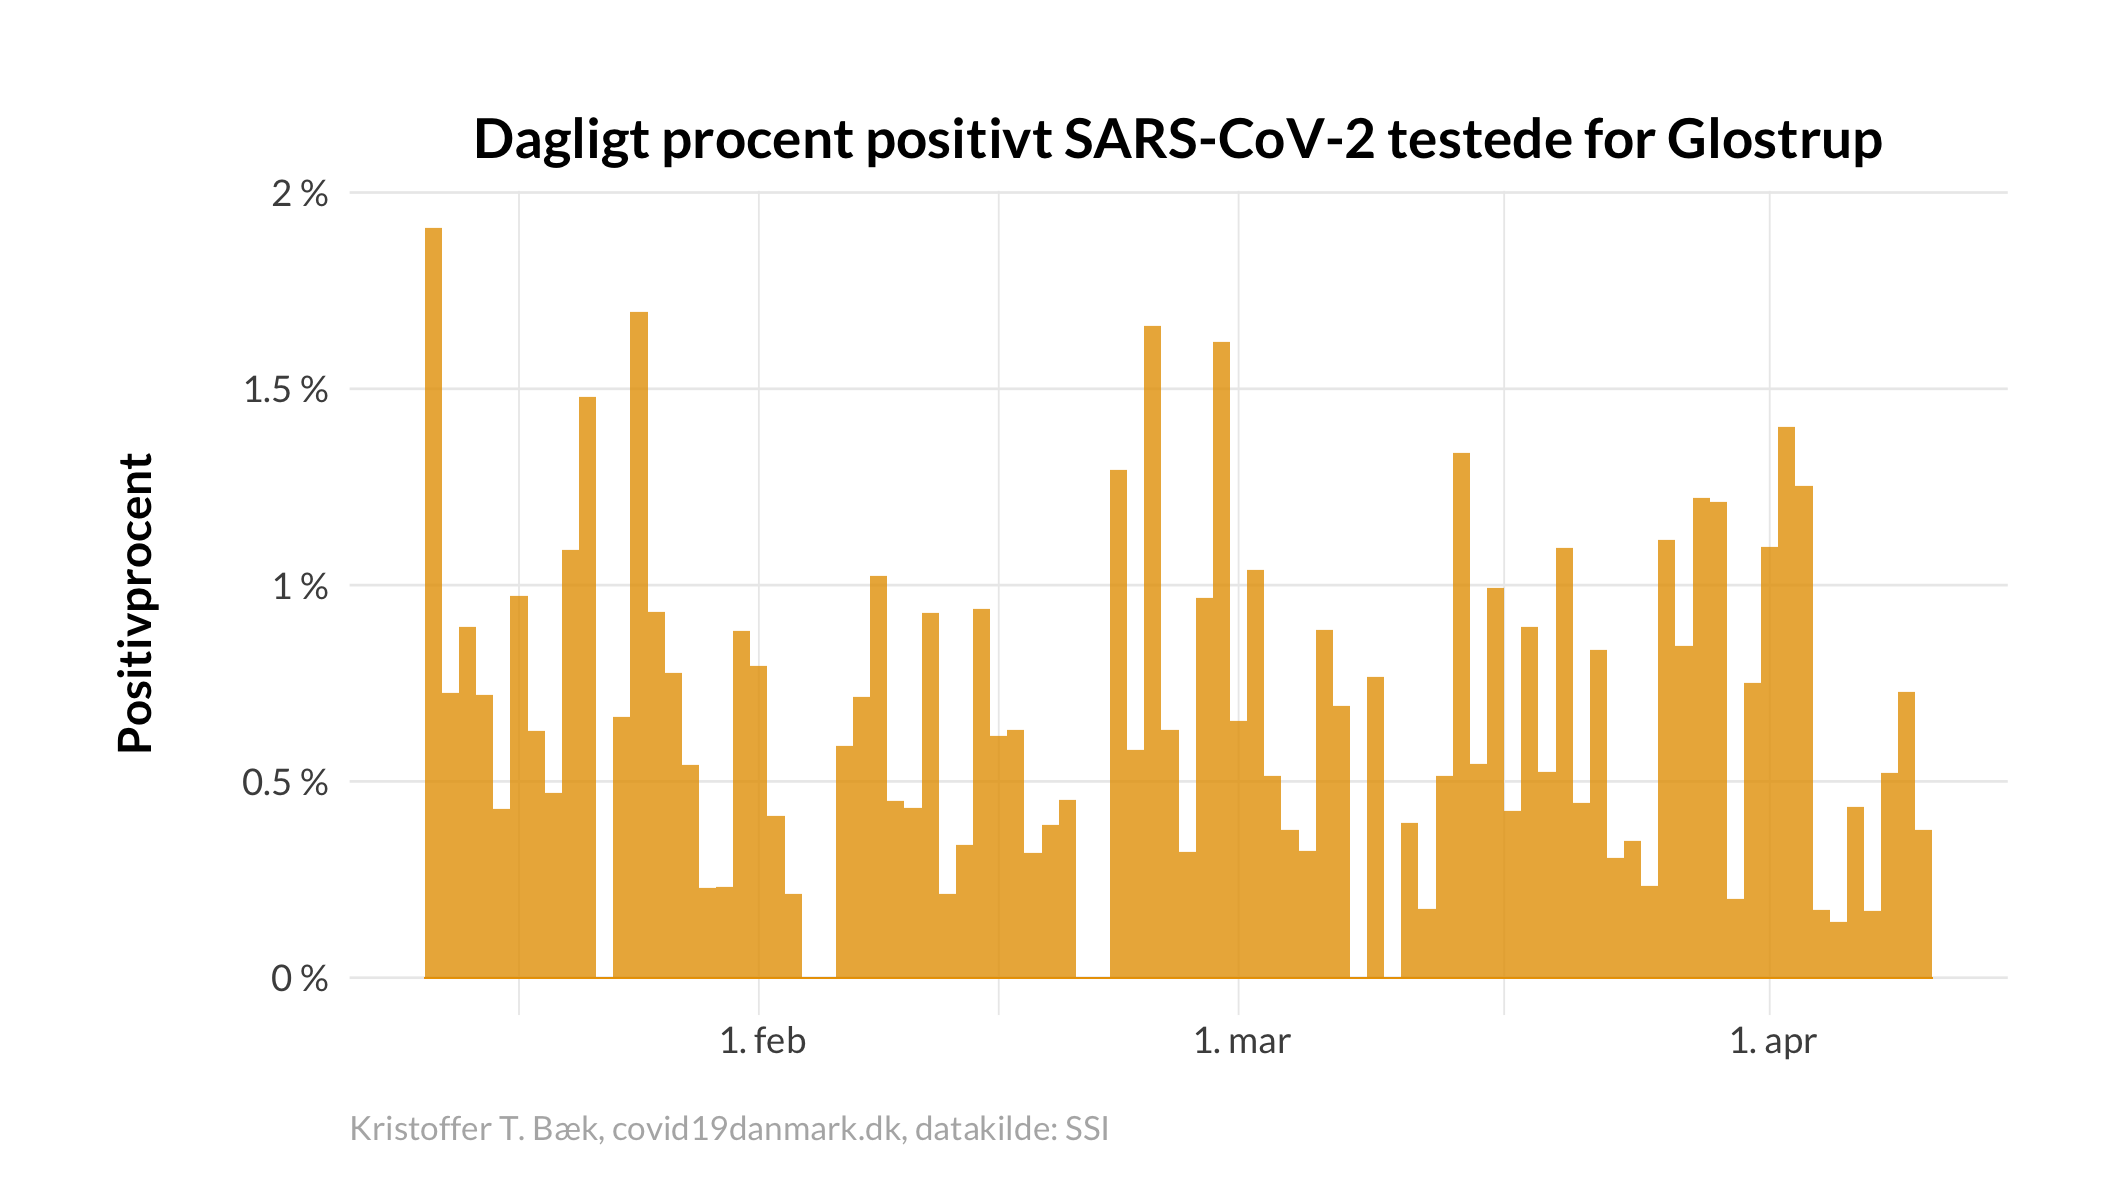 Dagligt procent positivt SARS-CoV-2 testede for Glostrup
Positivprocent
2 %
1.5 %
1 %
0.5 %
0 %
1. feb
1. mar
1. apr
Kristoffer T. Bæk, covid19danmark.dk, datakilde: SSI